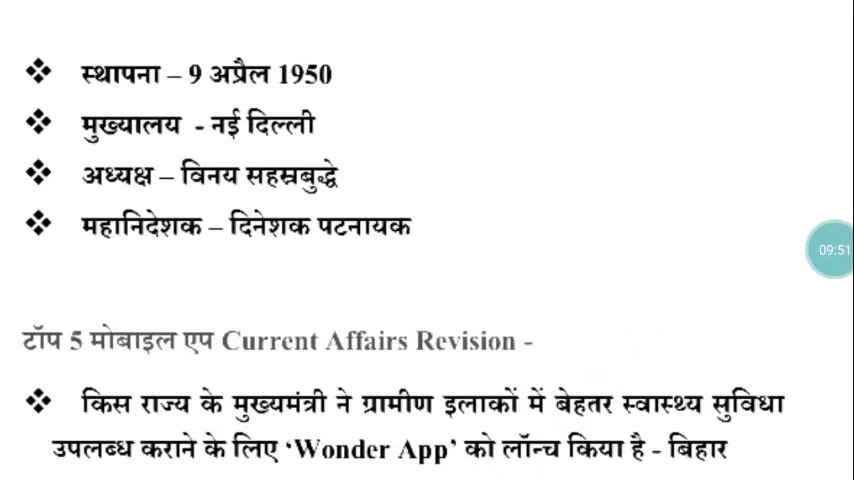 ❖ स्थापना – 9 अप्रैल 1950
❖ मुख्यालय - नई दिल्ली
❖ अध्यक्ष – विनय सहस्रबुद्धे
❖ महानिदेशक – दिनेशक पटनायक
09:51
टॉप 5 मोबाइल एप Current Affairs Revision -
❖ किस राज्य के मुख्यमंत्री ने ग्रामीण इलाकों में बेहतर स्वास्थ्य सुविधा
उपलब्ध कराने के लिए ‘Wonder App’ को लॉन्च किया है - बिहार